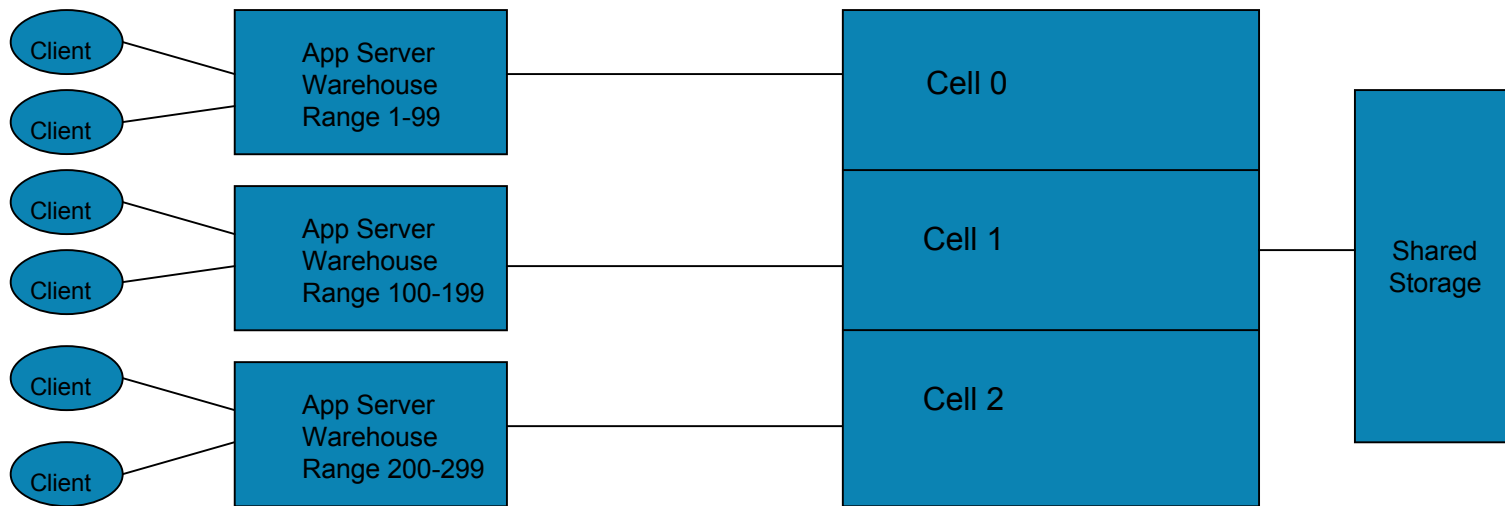 Client
Client
Client
Client
Client
Client
App Server
Warehouse
Range 1-99
App Server
Warehouse
Range 100-199
App Server
Warehouse
Range 200-299
Cell 0
Cell 1
Cell 2
Shared
Storage